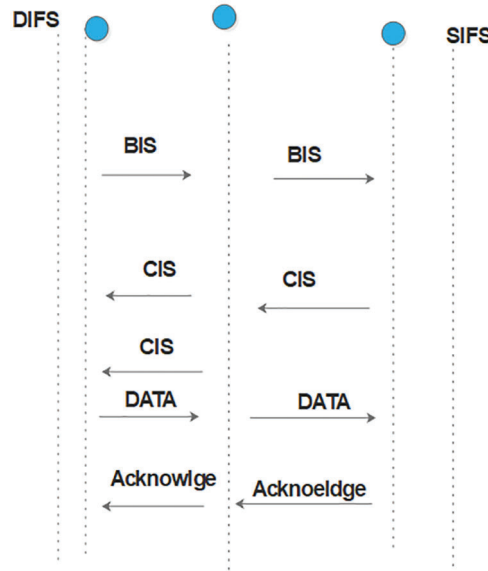 DIFS
SIFS
BIS
BIS
CIS
CIS
CIS
DATA
DATA
Acknowlge
Acknoeldge